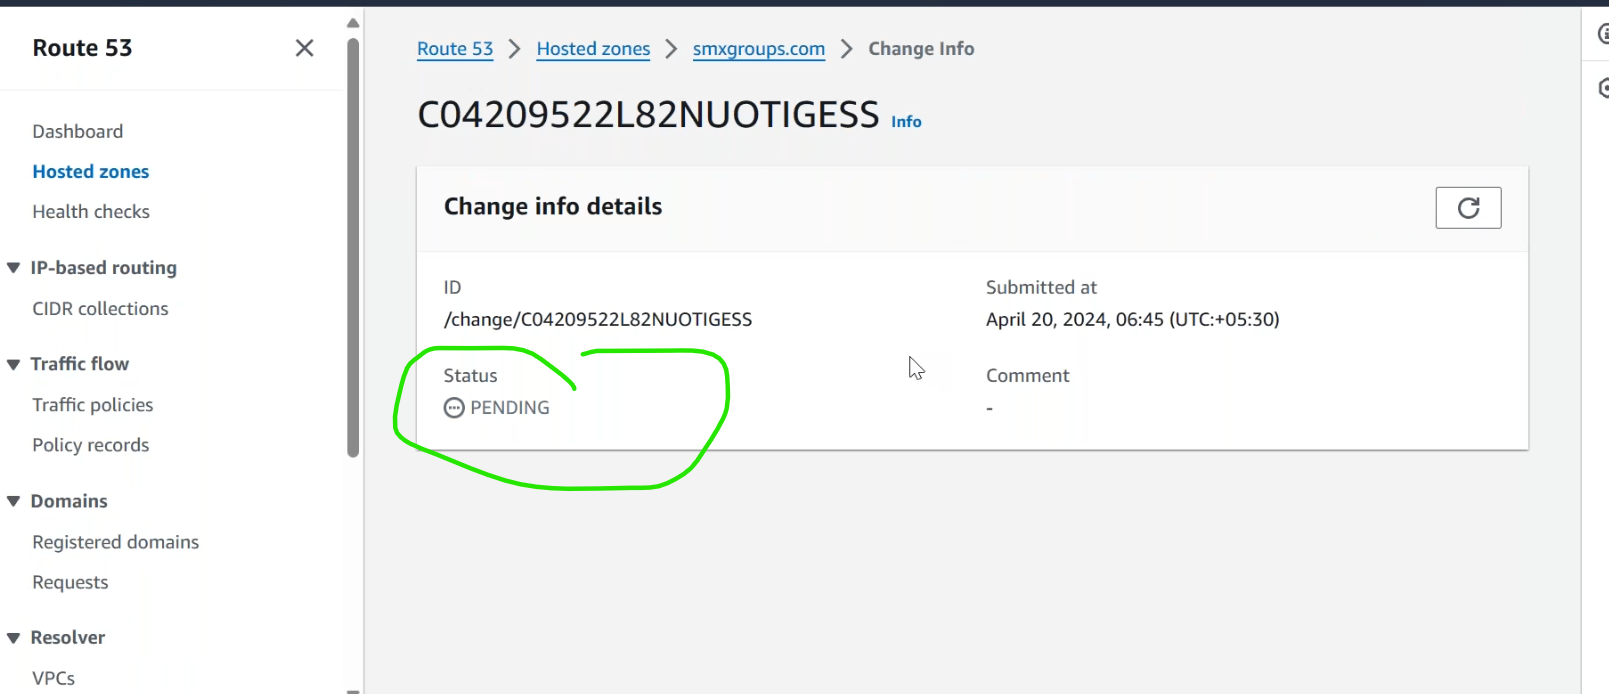 Route 53
Dashboard
Hosted zones
Health checks
IP-based routing
CIDR collections
Traffic flow
Traffic policies
Policy records
Domains
Registered domains
Requests
Resolver
VPCs
Route 53 > Hosted zones > smxgroups.com > Change Info
C04209522L82NUOTIGESS Info
Change info details
ID
/change/C04209522L82NUOTIGESS
Submitted at
April 20, 2024, 06:45 (UTC:+05:30)
Status
PENDING
Comment
-